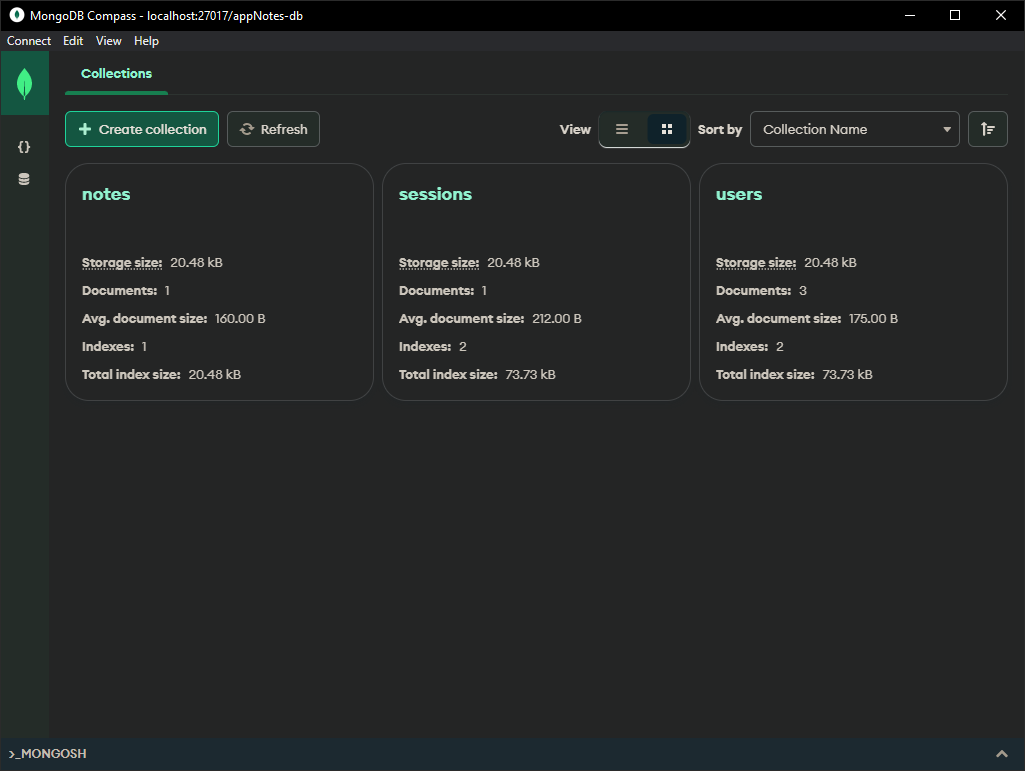 MongoDB Compass - localhost:27017/appNotes-db
Connect Edit View Help
Collections
Create collection Refresh View Sort by Collection Name
notes
Storage size: 20.48 kB
Documents: 1
Avg. document size: 160.00 B
Indexes: 1
Total index size: 20.48 kB
sessions
Storage size: 20.48 kB
Documents: 1
Avg. document size: 212.00 B
Indexes: 2
Total index size: 73.73 kB
users
Storage size: 20.48 kB
Documents: 3
Avg. document size: 175.00 B
Indexes: 2
Total index size: 73.73 kB
>_MONGOSH